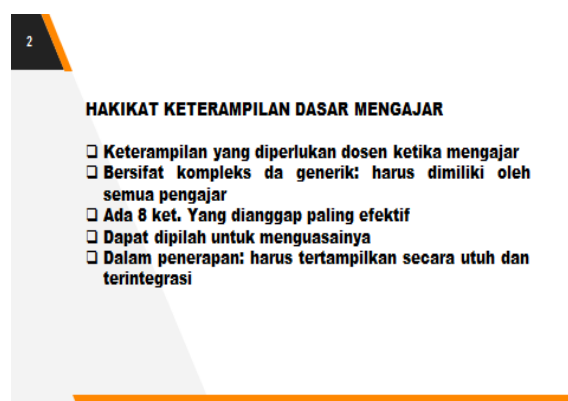 2
HAKIKAT KETERAMPILAN DASAR MENGAJAR
❑ Keterampilan yang diperlukan dosen ketika mengajar
❑ Bersifat kompleks da generik: harus dimiliki oleh
semua pengajar
❑ Ada 8 ket. Yang dianggap paling efektif
❑ Dapat dipilah untuk menguasainya
❑ Dalam penerapan: harus tertampilkan secara utuh dan
terintegrasi